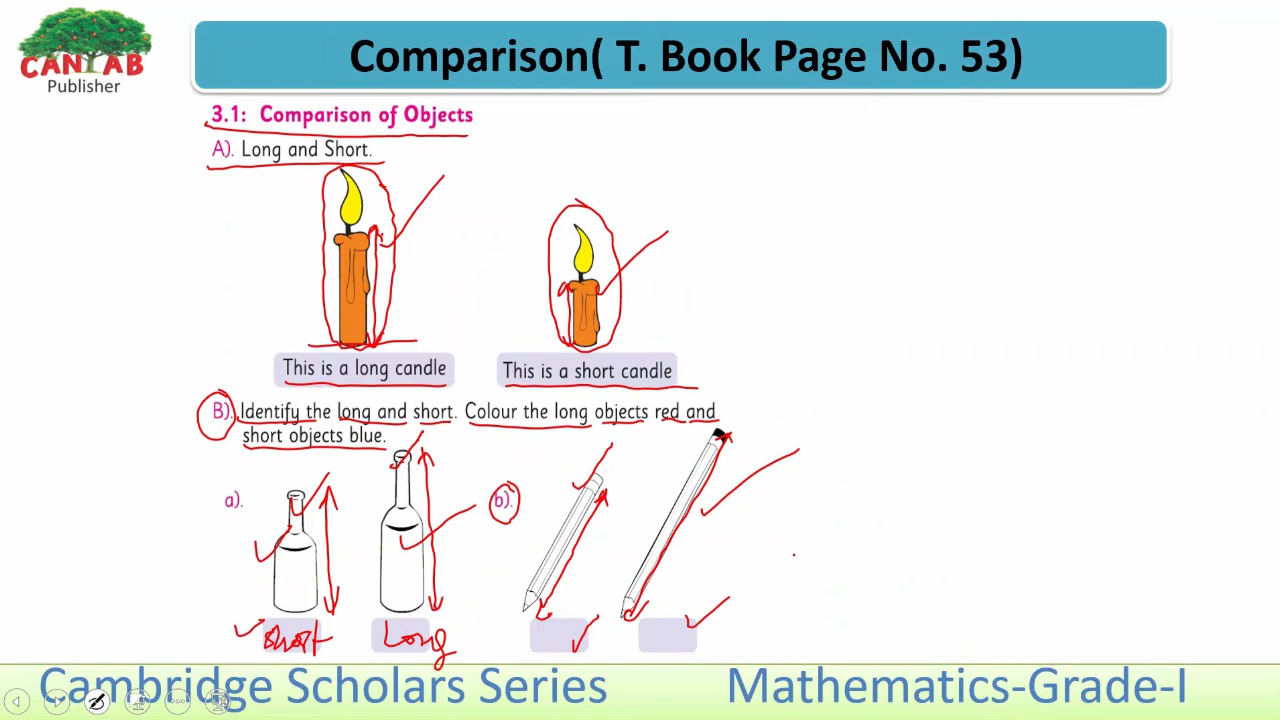 CANTAB
Publisher
Comparison( T. Book Page No. 53)
3.1: Comparison of Objects
A). Long and Short.
This is a long candle
This is a short candle
B). Identify the long and short. Colour the long objects red and
short objects blue.
a).
b).
short
Long
Cambridge Scholars Series
Mathematics-Grade-I